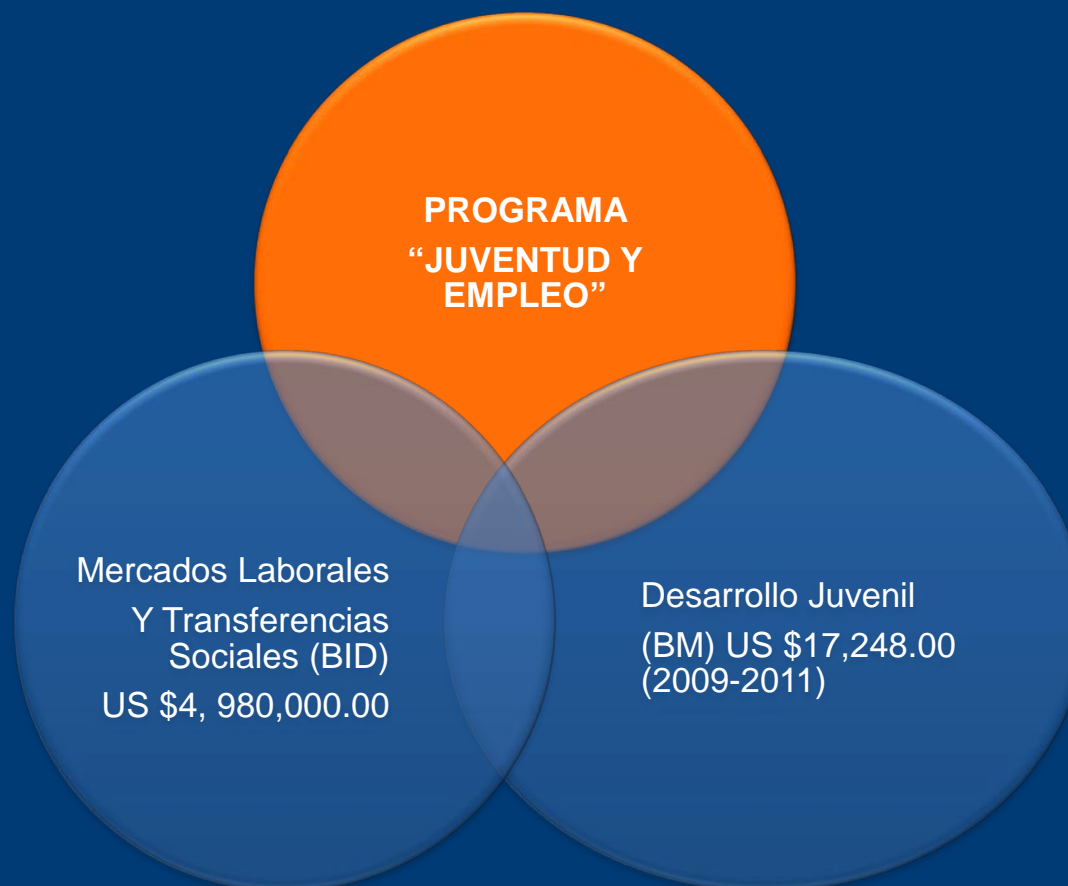 PROGRAMA
“JUVENTUD Y
EMPLEO”
Mercados Laborales
Y Transferencias
Sociales (BID)
US $4, 980,000.00
Desarrollo Juvenil
(BM) US $17,248.00
(2009-2011)